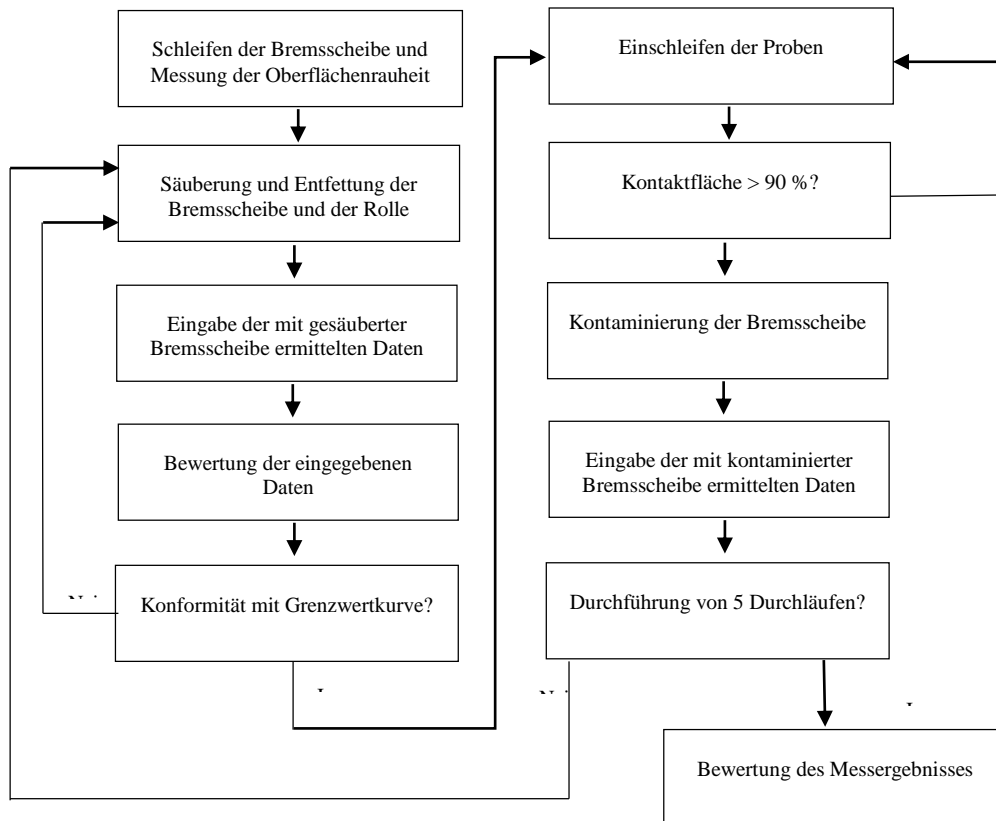 Schleifen der Bremsscheibe und
Messung der Oberflächenrauheit
Säuberung und Entfettung der
Bremsscheibe und der Rolle
Eingabe der mit gesäuberter
Bremsscheibe ermittelten Daten
Bewertung der eingegebenen
Daten
Konformität mit Grenzwertkurve?
Einschleifen der Proben
Kontaktfläche > 90 %?
Kontaminierung der Bremsscheibe
Eingabe der mit kontaminierter
Bremsscheibe ermittelten Daten
Durchführung von 5 Durchläufen?
Bewertung des Messergebnisses